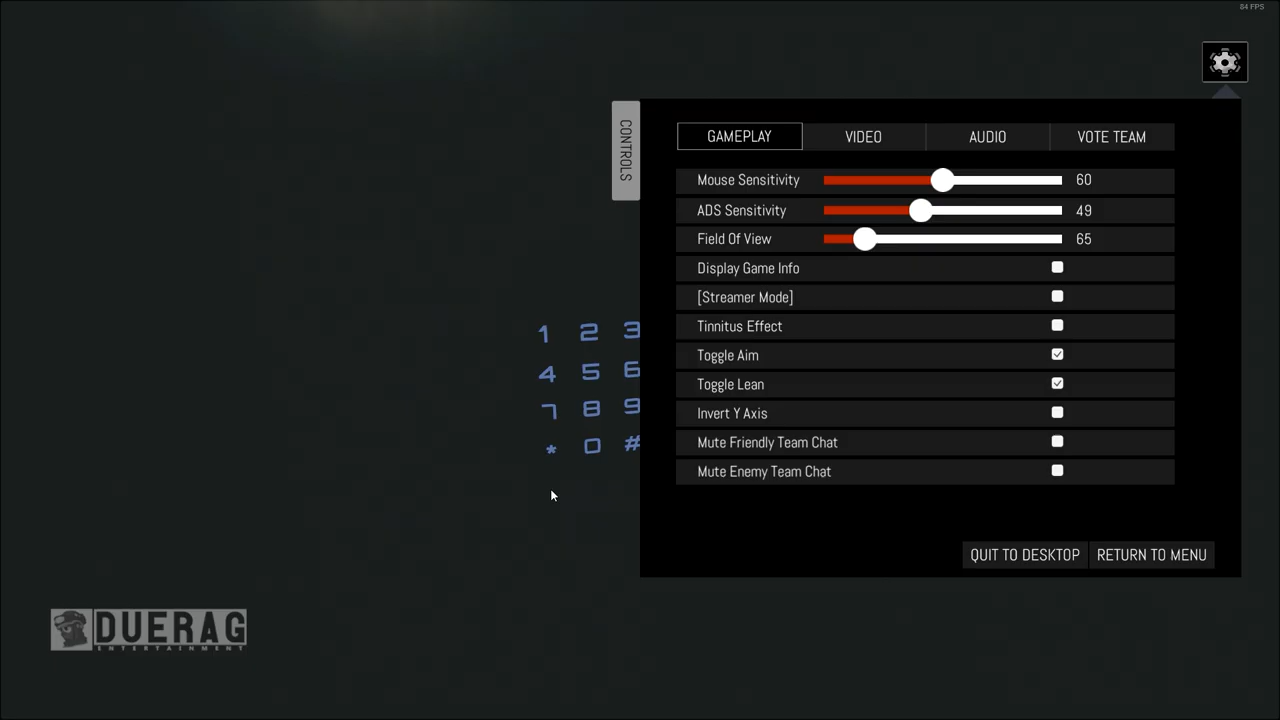 84 FPS
CONTROLS
GAMEPLAY VIDEO AUDIO VOTE TEAM
Mouse Sensitivity 60
ADS Sensitivity 49
Field Of View 65
Display Game Info
[Streamer Mode]
Tinnitus Effect
Toggle Aim
Toggle Lean
Invert Y Axis
Mute Friendly Team Chat
Mute Enemy Team Chat
QUIT TO DESKTOP RETURN TO MENU
1 2 3
4 5 6
7 8 9
* 0 #
DUERAG
ENTERTAINMENT